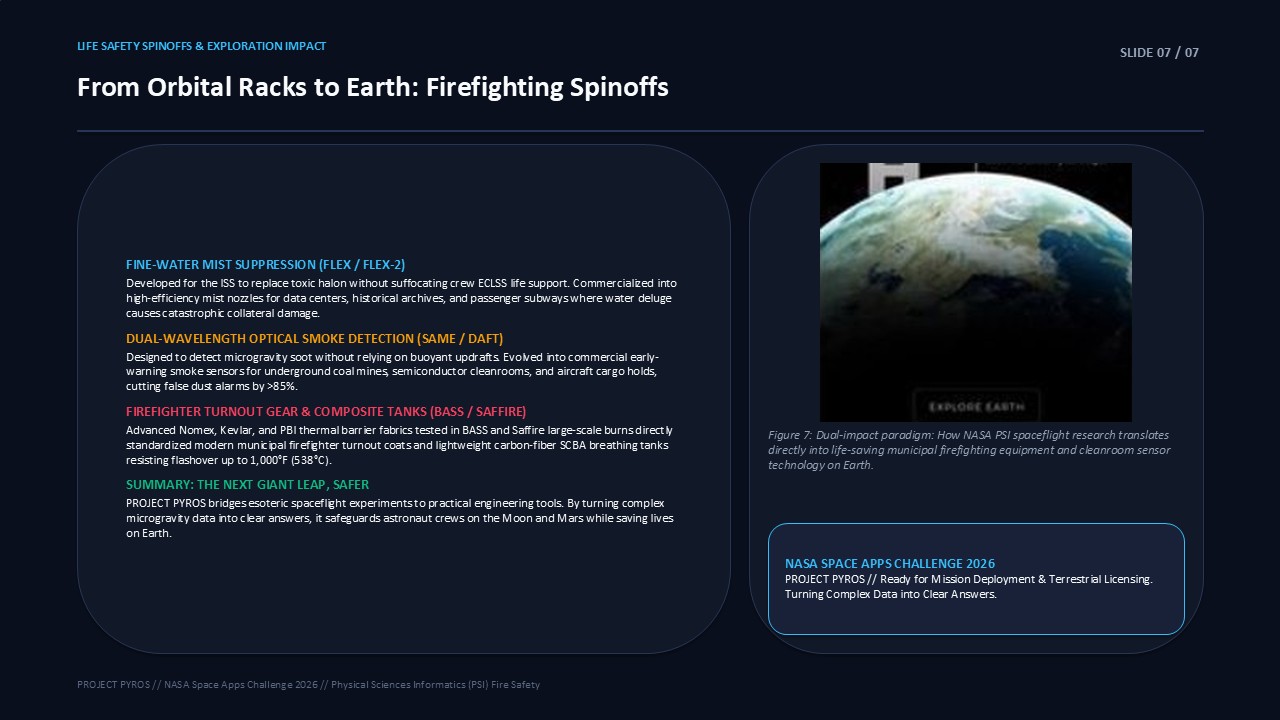 LIFE SAFETY SPINOFFS & EXPLORATION IMPACT
SLIDE 07 / 07
From Orbital Racks to Earth: Firefighting Spinoffs
FINE-WATER MIST SUPPRESSION (FLEX / FLEX-2)
Developed for the ISS to replace toxic halon without suffocating crew ECLSS life support. Commercialized into
high-efficiency mist nozzles for data centers, historical archives, and passenger subways where water deluge
causes catastrophic collateral damage.
DUAL-WAVELENGTH OPTICAL SMOKE DETECTION (SAME / DAFT)
Designed to detect microgravity soot without relying on buoyant updrafts. Evolved into commercial early-
warning smoke sensors for underground coal mines, semiconductor cleanrooms, and aircraft cargo holds,
cutting false dust alarms by >85%.
FIREFIGHTER TURNOUT GEAR & COMPOSITE TANKS (BASS / SAFFIRE)
Advanced Nomex, Kevlar, and PBI thermal barrier fabrics tested in BASS and Saffire large-scale burns directly
standardized modern municipal firefighter turnout coats and lightweight carbon-fiber SCBA breathing tanks
resisting flashover up to 1,000°F (538°C).
SUMMARY: THE NEXT GIANT LEAP, SAFER
PROJECT PYROS bridges esoteric spaceflight experiments to practical engineering tools. By turning complex
microgravity data into clear answers, it safeguards astronaut crews on the Moon and Mars while saving lives
on Earth.
EXPLORE EARTH
Figure 7: Dual-impact paradigm: How NASA PSI spaceflight research translates
directly into life-saving municipal firefighting equipment and cleanroom sensor
technology on Earth.
NASA SPACE APPS CHALLENGE 2026
PROJECT PYROS // Ready for Mission Deployment & Terrestrial Licensing.
Turning Complex Data into Clear Answers.
PROJECT PYROS // NASA Space Apps Challenge 2026 // Physical Sciences Informatics (PSI) Fire Safety